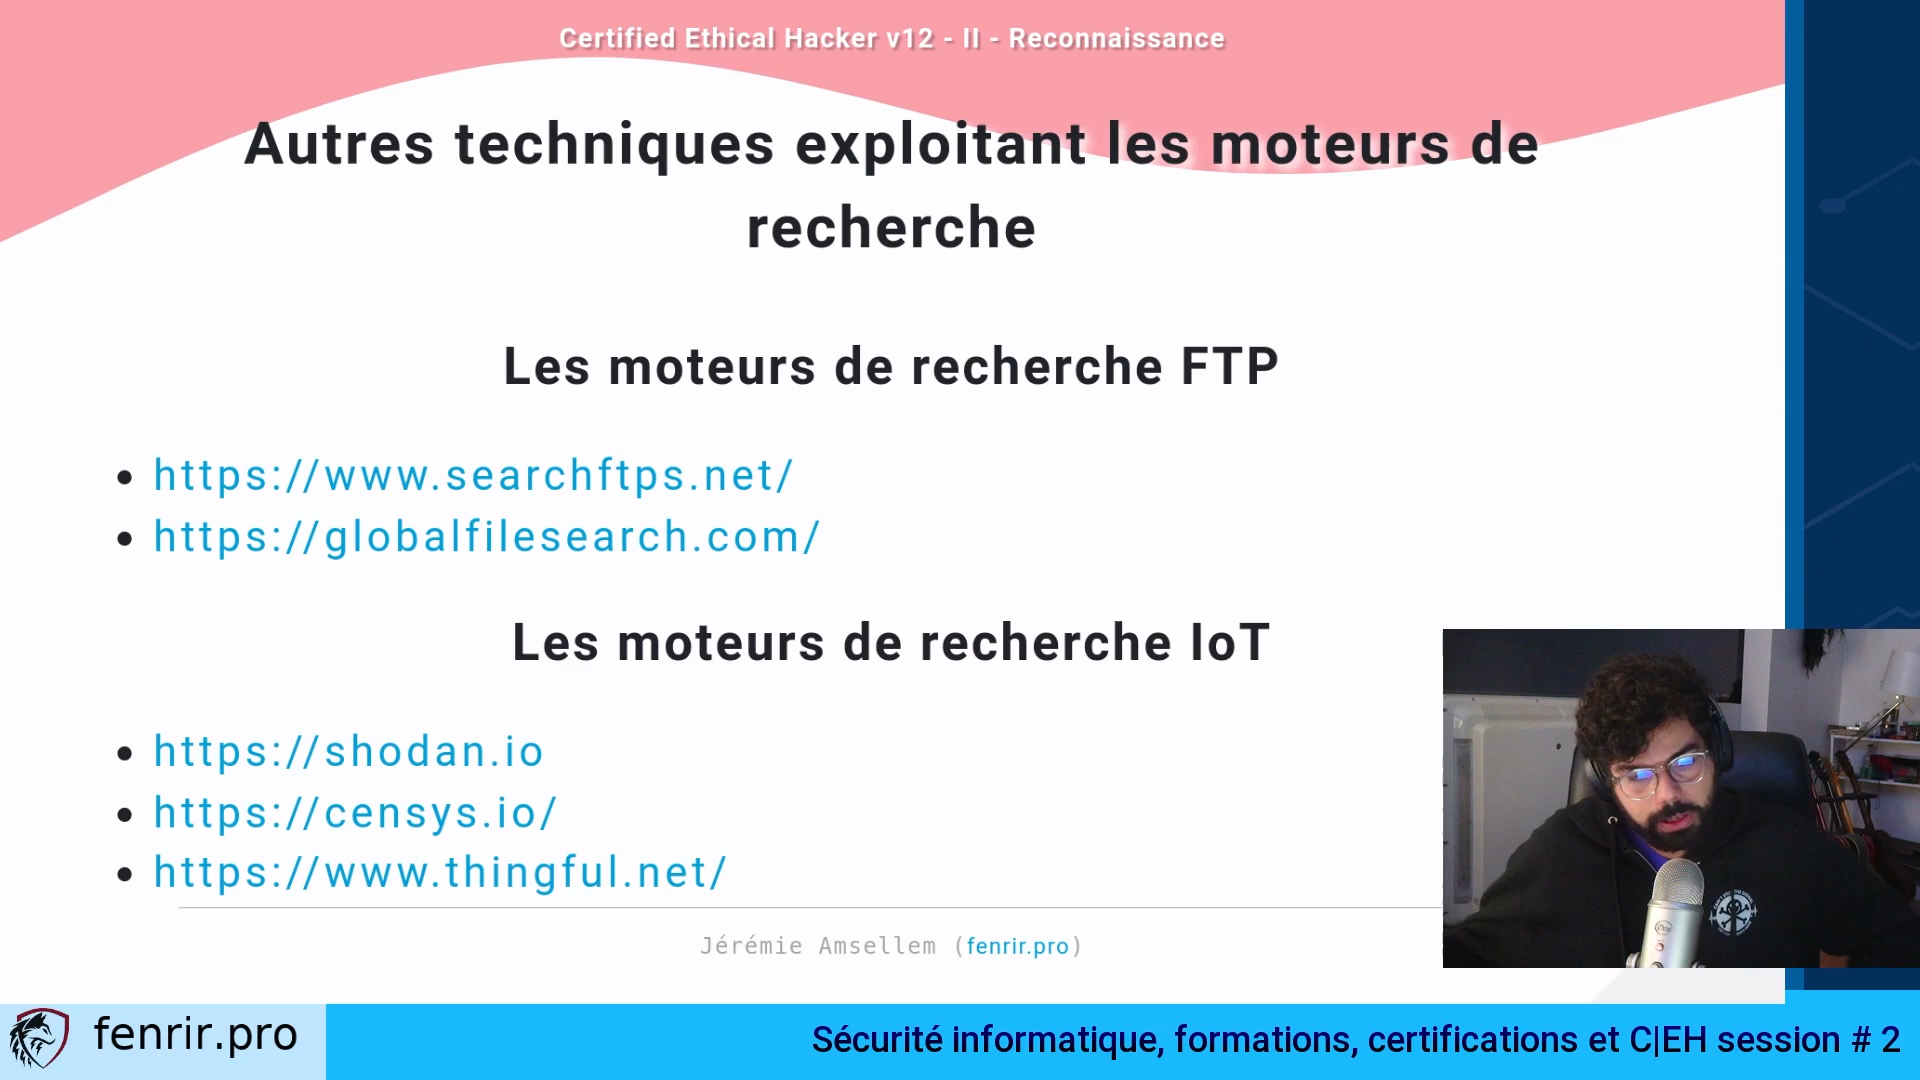 Certified Ethical Hacker v12 - II - Reconnaissance
Autres techniques exploitant les moteurs de
recherche
Les moteurs de recherche FTP
https://www.searchftps.net/
https://globalfilesearch.com/
Les moteurs de recherche IoT
https://shodan.io
https://censys.io/
https://www.thingful.net/
Jérémie Amsellem (fenrir.pro)
fenrir.pro
Sécurité informatique, formations, certifications et C|EH session # 2